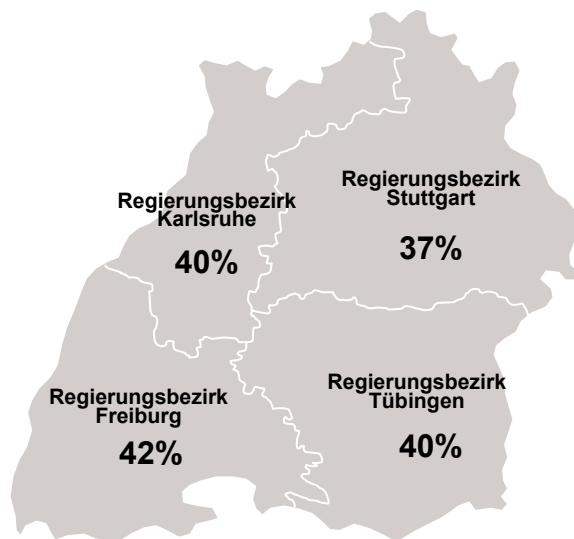 Regierungsbezirk
Stuttgart
37%
Regierungsbezirk
Karlsruhe
40%
Regierungsbezirk
Tübingen
40%
Regierungsbezirk
Freiburg
42%